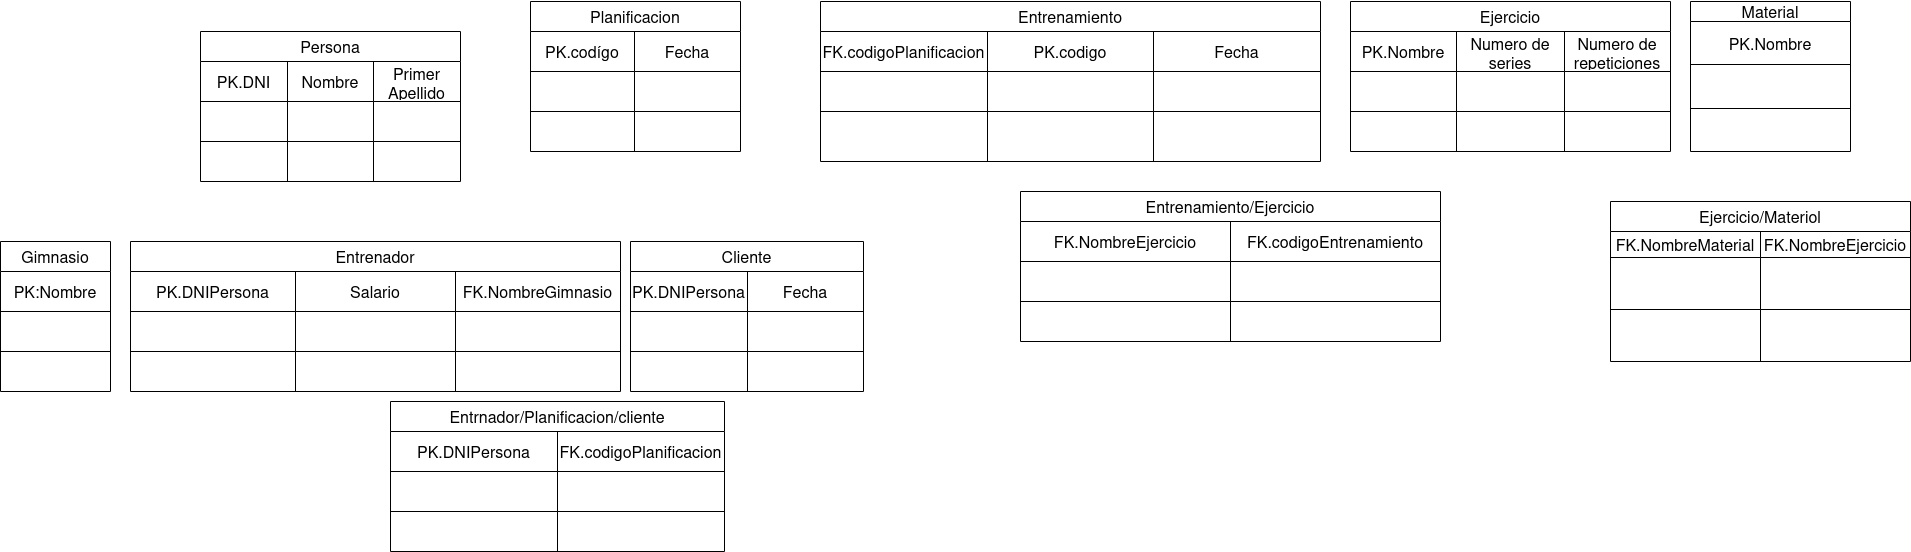 Persona
PK.DNI
Nombre
Primer
Apellido
Planificacion
PK.codígo
Fecha
Entrenamiento
FK.codigoPlanificacion
PK.codigo
Fecha
Ejercicio
PK.Nombre
Numero de
series
Numero de
repeticiones
Material
PK.Nombre
Gimnasio
PK:Nombre
Entrenador
PK.DNIPersona
Salario
FK.NombreGimnasio
Cliente
PK.DNIPersona
Fecha
Entrenamiento/Ejercicio
FK.NombreEjercicio
FK.codigoEntrenamiento
Ejercicio/Materiol
FK.NombreMaterial
FK.NombreEjercicio
Entrnador/Planificacion/cliente
PK.DNIPersona
FK.codigoPlanificacion